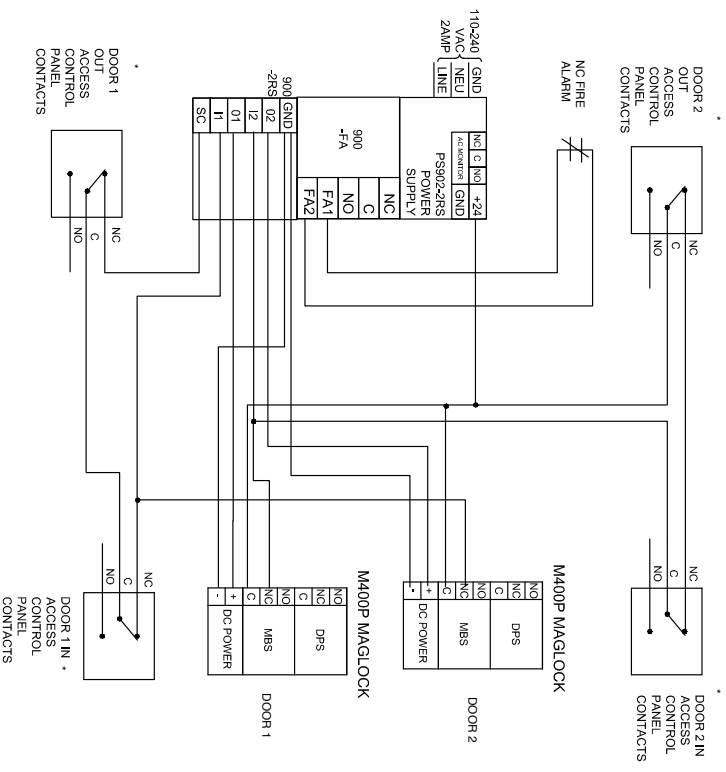 *
DOOR 1
OUT
ACCESS
CONTROL
PANEL
CONTACTS
NO
C
NC
110-240
VAC
2AMP
GND
NEU
LINE
900
-2RS
SC
I1
01
I2
02
GND
900
-FA
PS902-2RS
POWER
SUPPLY
AC MONITOR
NC
C
NO
GND
+24
FA2
FA1
NO
C
NC
NC FIRE
ALARM
*
DOOR 2
OUT
ACCESS
CONTROL
PANEL
CONTACTS
NO
C
NC
NO
C
NC
DOOR 1 IN *
ACCESS
CONTROL
PANEL
CONTACTS
M400P MAGLOCK
-
+
C
NC
NO
C
NC
NO
DC POWER
MBS
DPS
DOOR 1
M400P MAGLOCK
-
+
C
NC
NO
C
NC
NO
DC POWER
MBS
DPS
DOOR 2
NO
C
NC
*
DOOR 2 IN
ACCESS
CONTROL
PANEL
CONTACTS